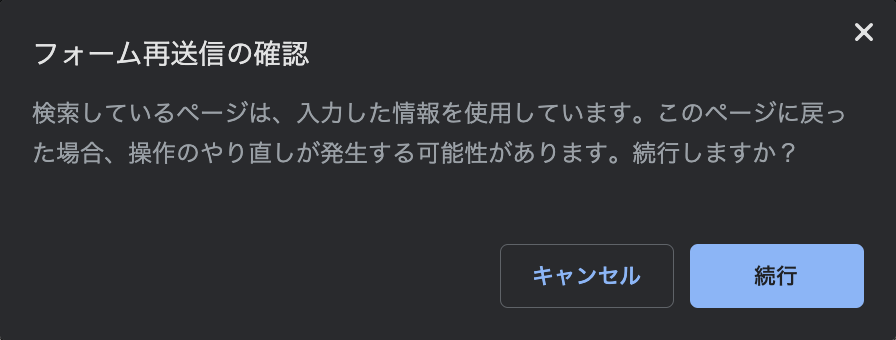 フォーム再送信の確認
検索しているページは、入力した情報を使用しています。このページに戻っ
た場合、操作のやり直しが発生する可能性があります。続行しますか？
キャンセル
続行